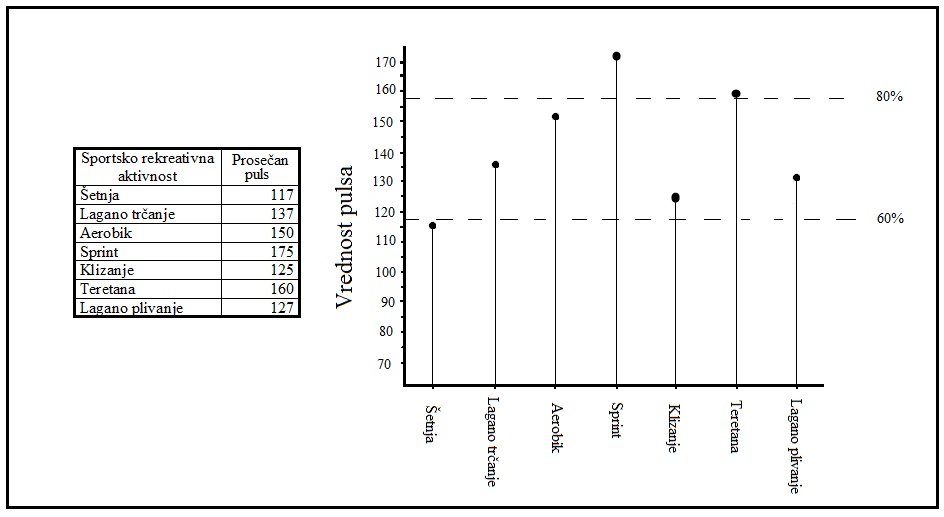 Sportsko rekreativna aktivnost Prosečan puls
Šetnja 117
Lagano trčanje 137
Aerobik 150
Sprint 175
Klizanje 125
Teretana 160
Lagano plivanje 127
Vrednost pulsa
170
160
150
140
130
120
110
100
90
80
70
80%
60%
Šetnja
Lagano trčanje
Aerobik
Sprint
Klizanje
Teretana
Lagano plivanje